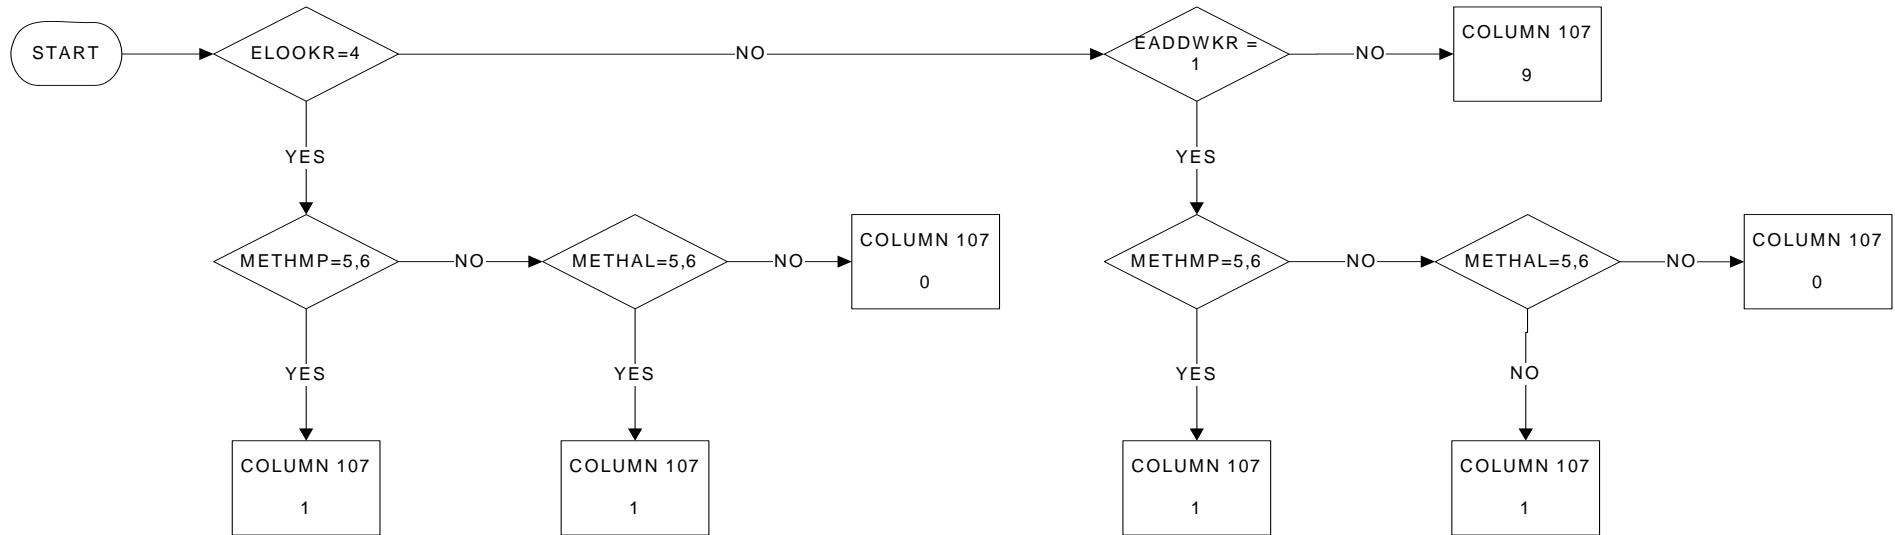 START
ELOOKR=4
NO
EADDWKR =
1
NO
COLUMN 107
9
YES
YES
METHMP=5,6
NO
METHAL=5,6
NO
COLUMN 107
0
METHMP=5,6
NO
METHAL=5,6
NO
COLUMN 107
0
YES
YES
YES
NO
COLUMN 107
1
COLUMN 107
1
COLUMN 107
1
COLUMN 107
1